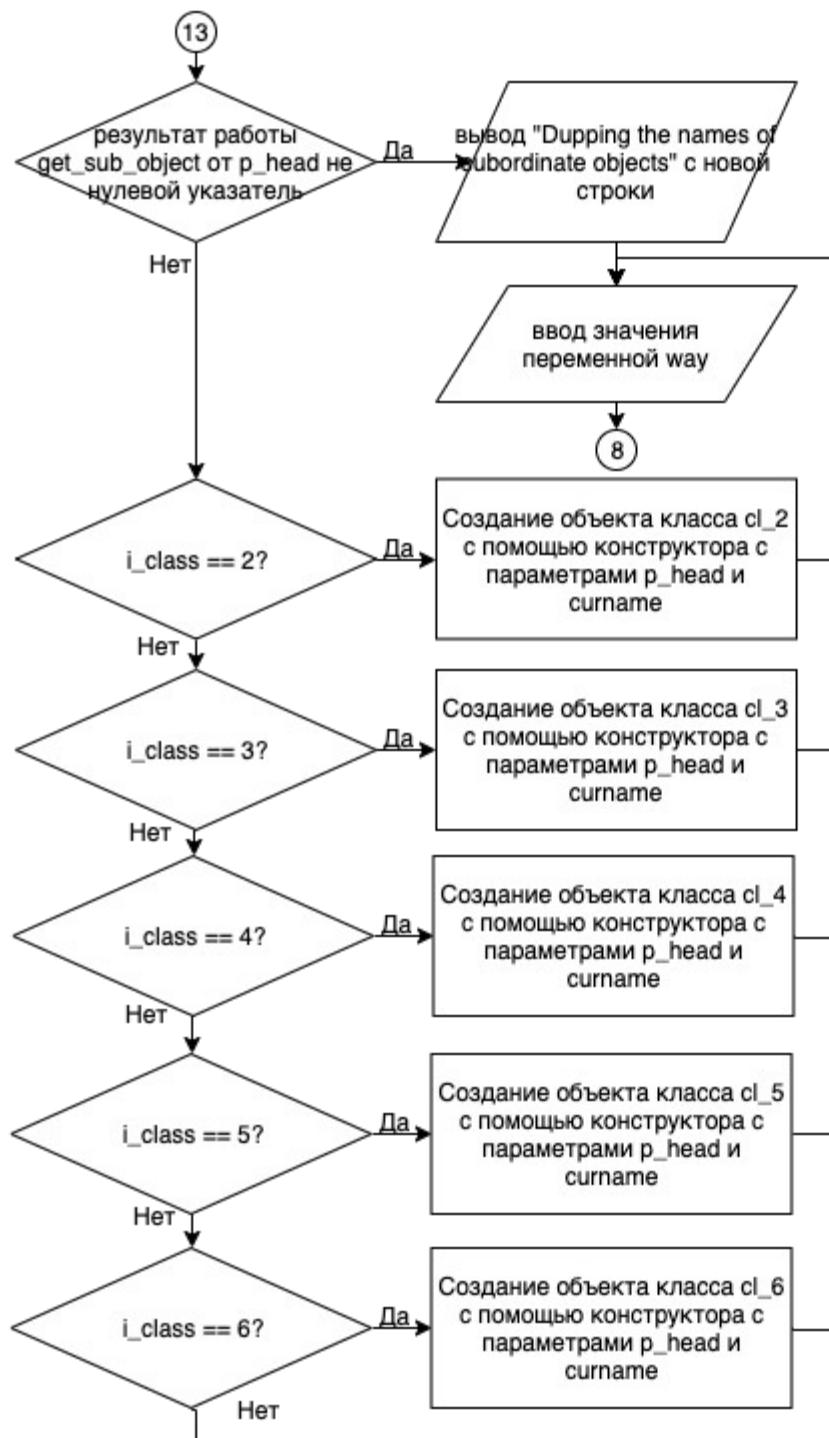 13
результат работы
get_sub_object от p_head не
нулевой указатель
Да
вывод "Dupping the names of
subordinate objects" с новой
строки
Нет
ввод значения
переменной way
8
i_class == 2?
Да
Создание объекта класса cl_2
с помощью конструктора с
параметрами p_head и
curname
Нет
i_class == 3?
Да
Создание объекта класса cl_3
с помощью конструктора с
параметрами p_head и
curname
Нет
i_class == 4?
Да
Создание объекта класса cl_4
с помощью конструктора с
параметрами p_head и
curname
Нет
i_class == 5?
Да
Создание объекта класса cl_5
с помощью конструктора с
параметрами p_head и
curname
Нет
i_class == 6?
Да
Создание объекта класса cl_6
с помощью конструктора с
параметрами p_head и
curname
Нет